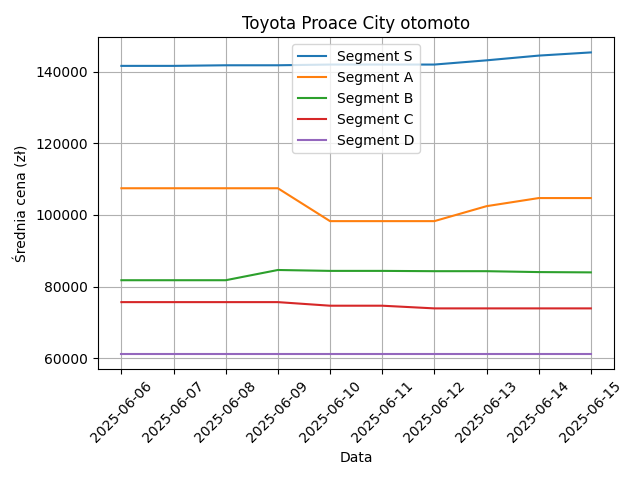 Toyota Proace City otomoto
Segment S
Segment A
Segment B
Segment C
Segment D
Średnia cena (zł)
140000
120000
100000
80000
60000
2025-06-06
2025-06-07
2025-06-08
2025-06-09
2025-06-10
2025-06-11
2025-06-12
2025-06-13
2025-06-14
2025-06-15
Data